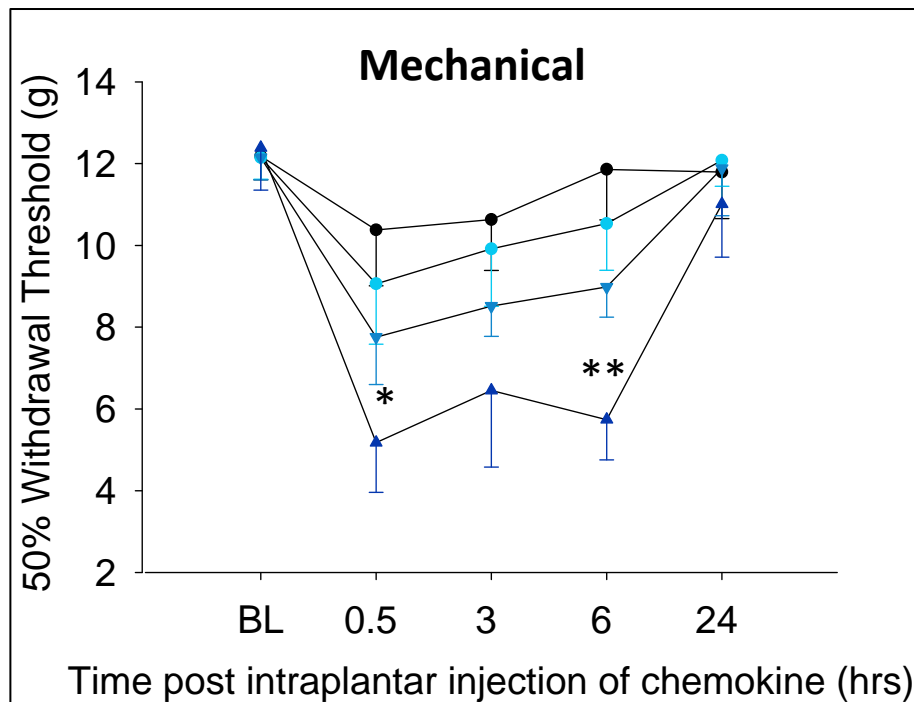 Mechanical
50% Withdrawal Threshold (g)
14
12
10
8
6
4
2
*
**
BL 0.5 3 6 24
Time post intraplantar injection of chemokine (hrs)